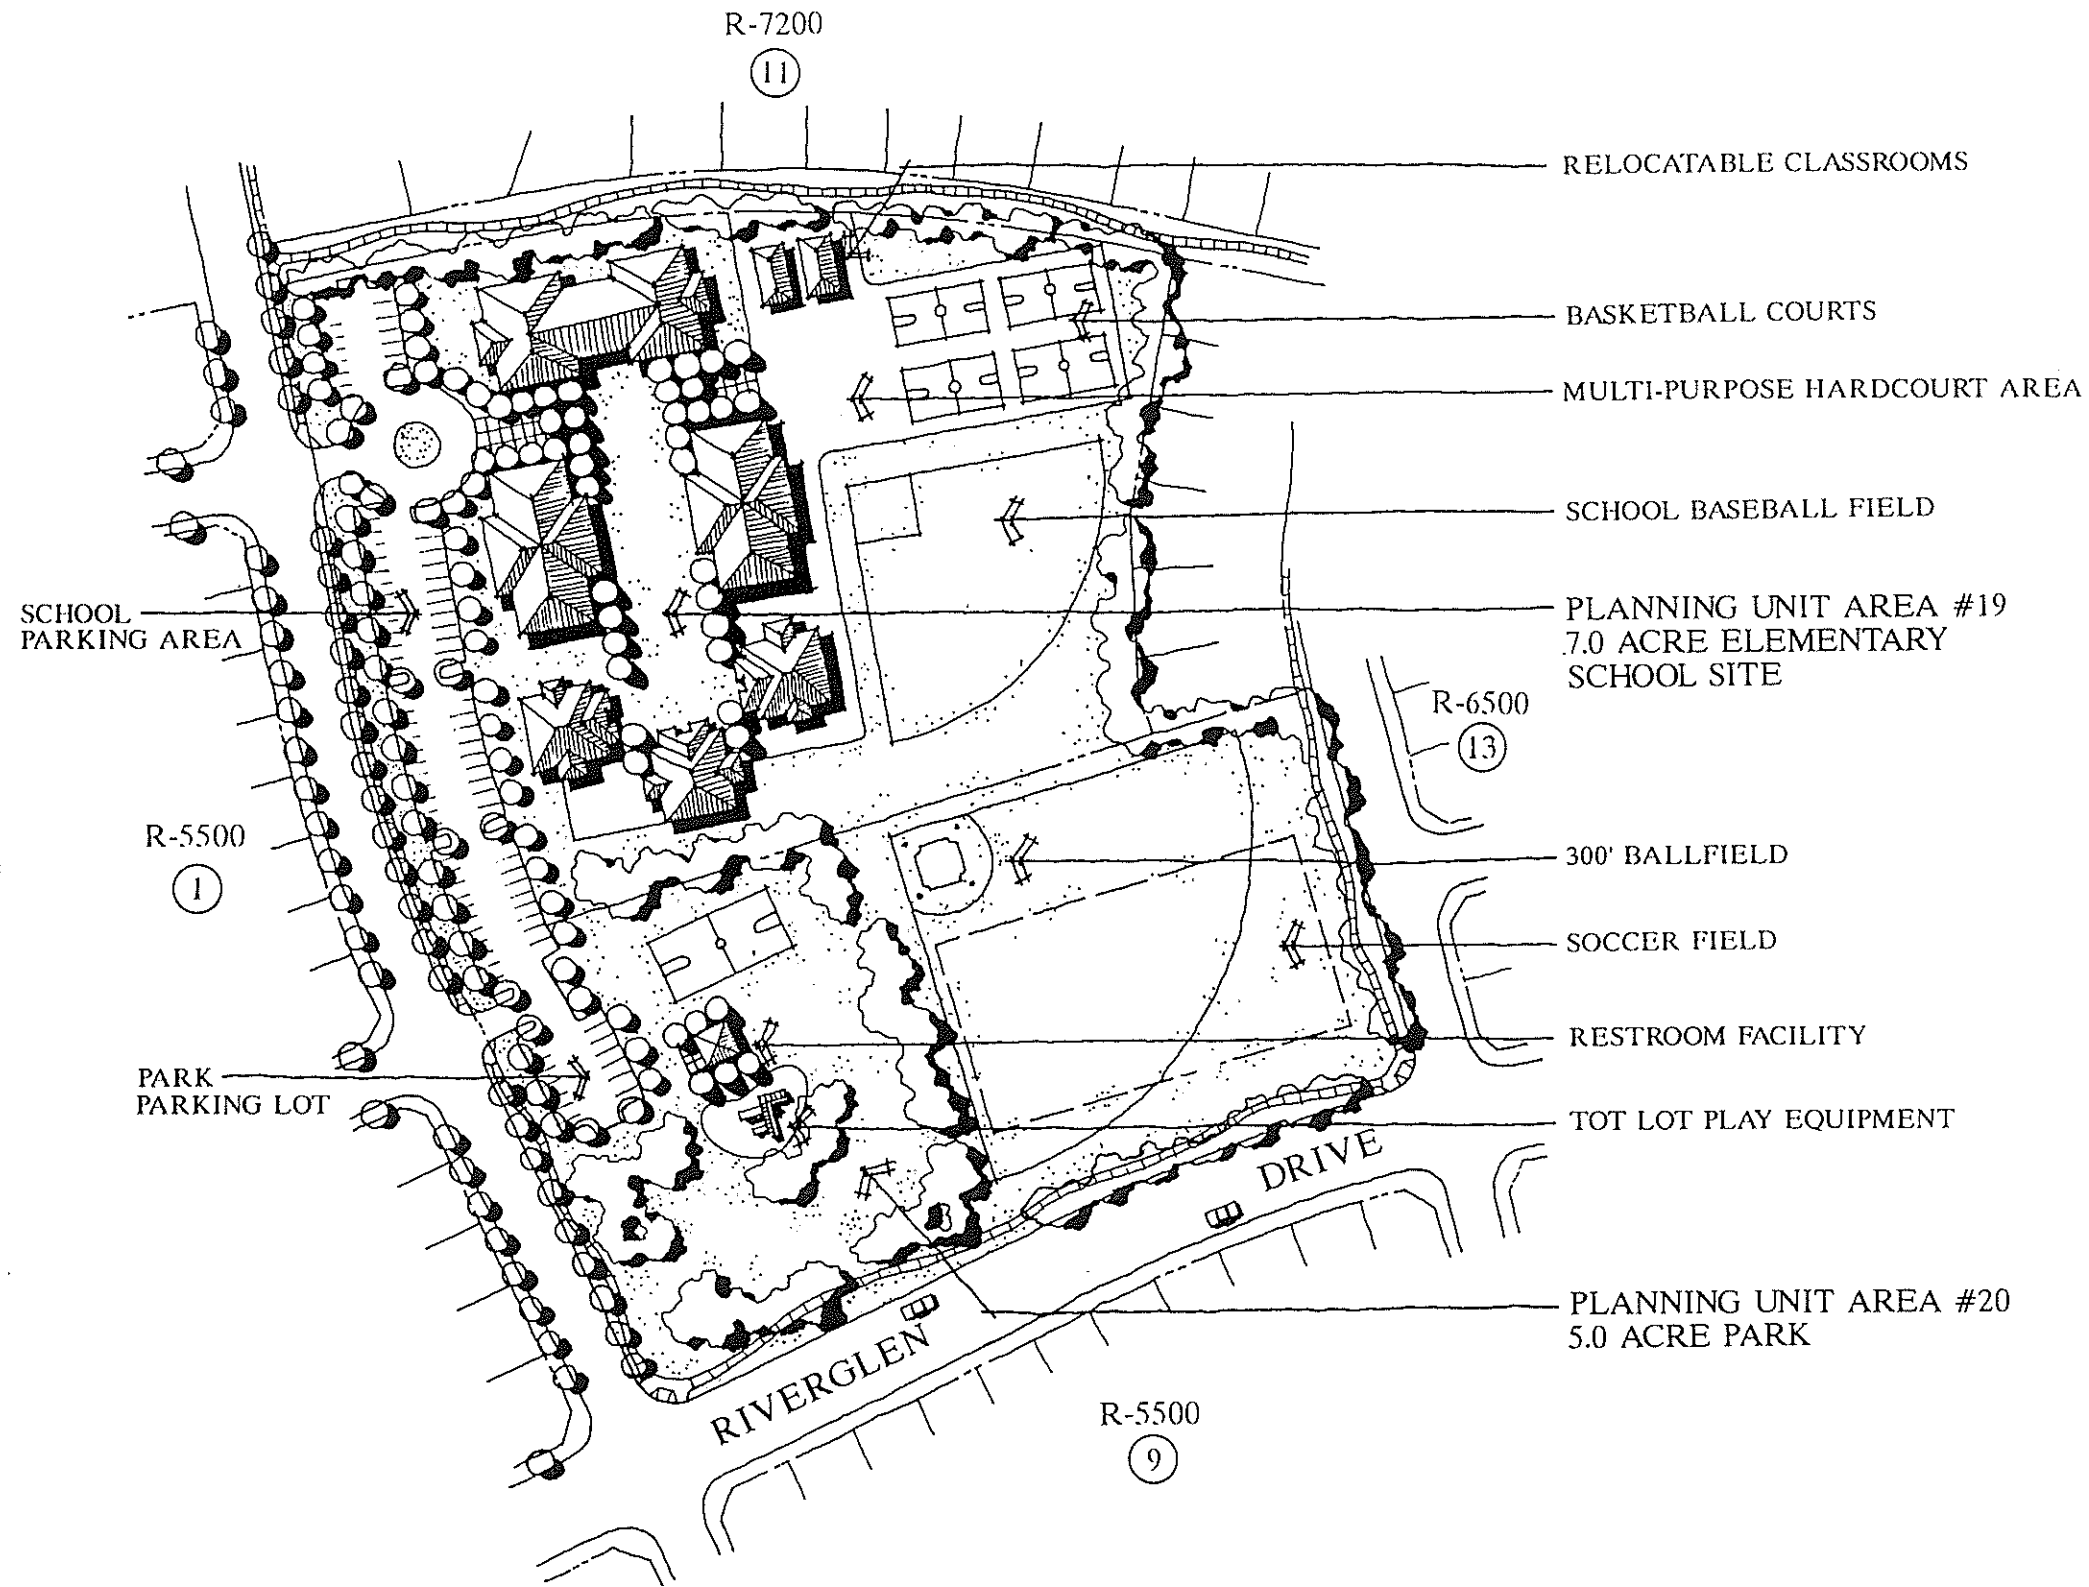 R-7200
11
RELOCATABLE CLASSROOMS
BASKETBALL COURTS
MULTI-PURPOSE HARDCOURT AREA
SCHOOL BASEBALL FIELD
SCHOOL
PARKING AREA
PLANNING UNIT AREA #19
7.0 ACRE ELEMENTARY
SCHOOL SITE
R-6500
13
R-5500
1
300' BALLFIELD
SOCCER FIELD
RESTROOM FACILITY
PARK
PARKING LOT
TOT LOT PLAY EQUIPMENT
RIVERGLEN DRIVE
PLANNING UNIT AREA #20
5.0 ACRE PARK
R-5500
9